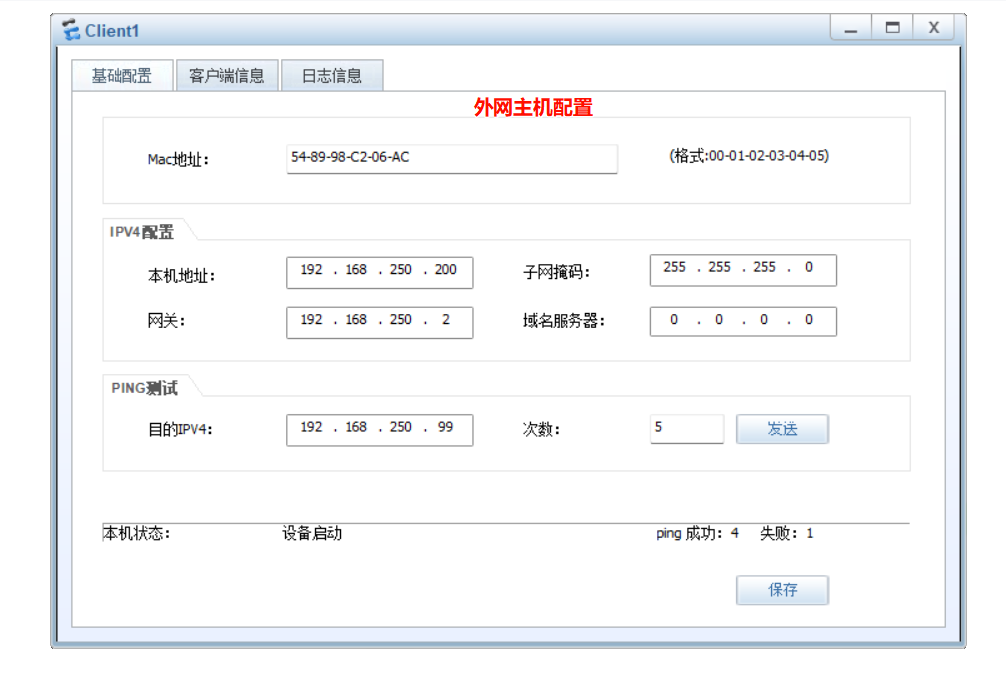 Client1
基础配置 客户端信息 日志信息
外网主机配置
Mac地址: 54-89-98-C2-06-AC (格式:00-01-02-03-04-05)
IPV4配置
本机地址: 192 . 168 . 250 . 200 子网掩码: 255 . 255 . 255 . 0
网关: 192 . 168 . 250 . 2 域名服务器: 0 . 0 . 0 . 0
PING测试
目的IPV4: 192 . 168 . 250 . 99 次数: 5 发送
本机状态: 设备启动 ping 成功: 4 失败: 1
保存